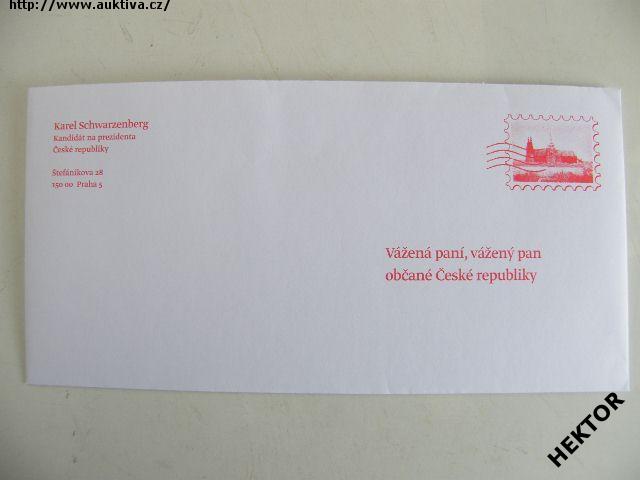 http://www.auktiva.cz/
Karel Schwarzenberg
Kandidát na prezidenta
České republiky
Štefánikova 28
150 00 Praha 5
Vážená paní, vážený pan
občané České republiky
HEKTOR